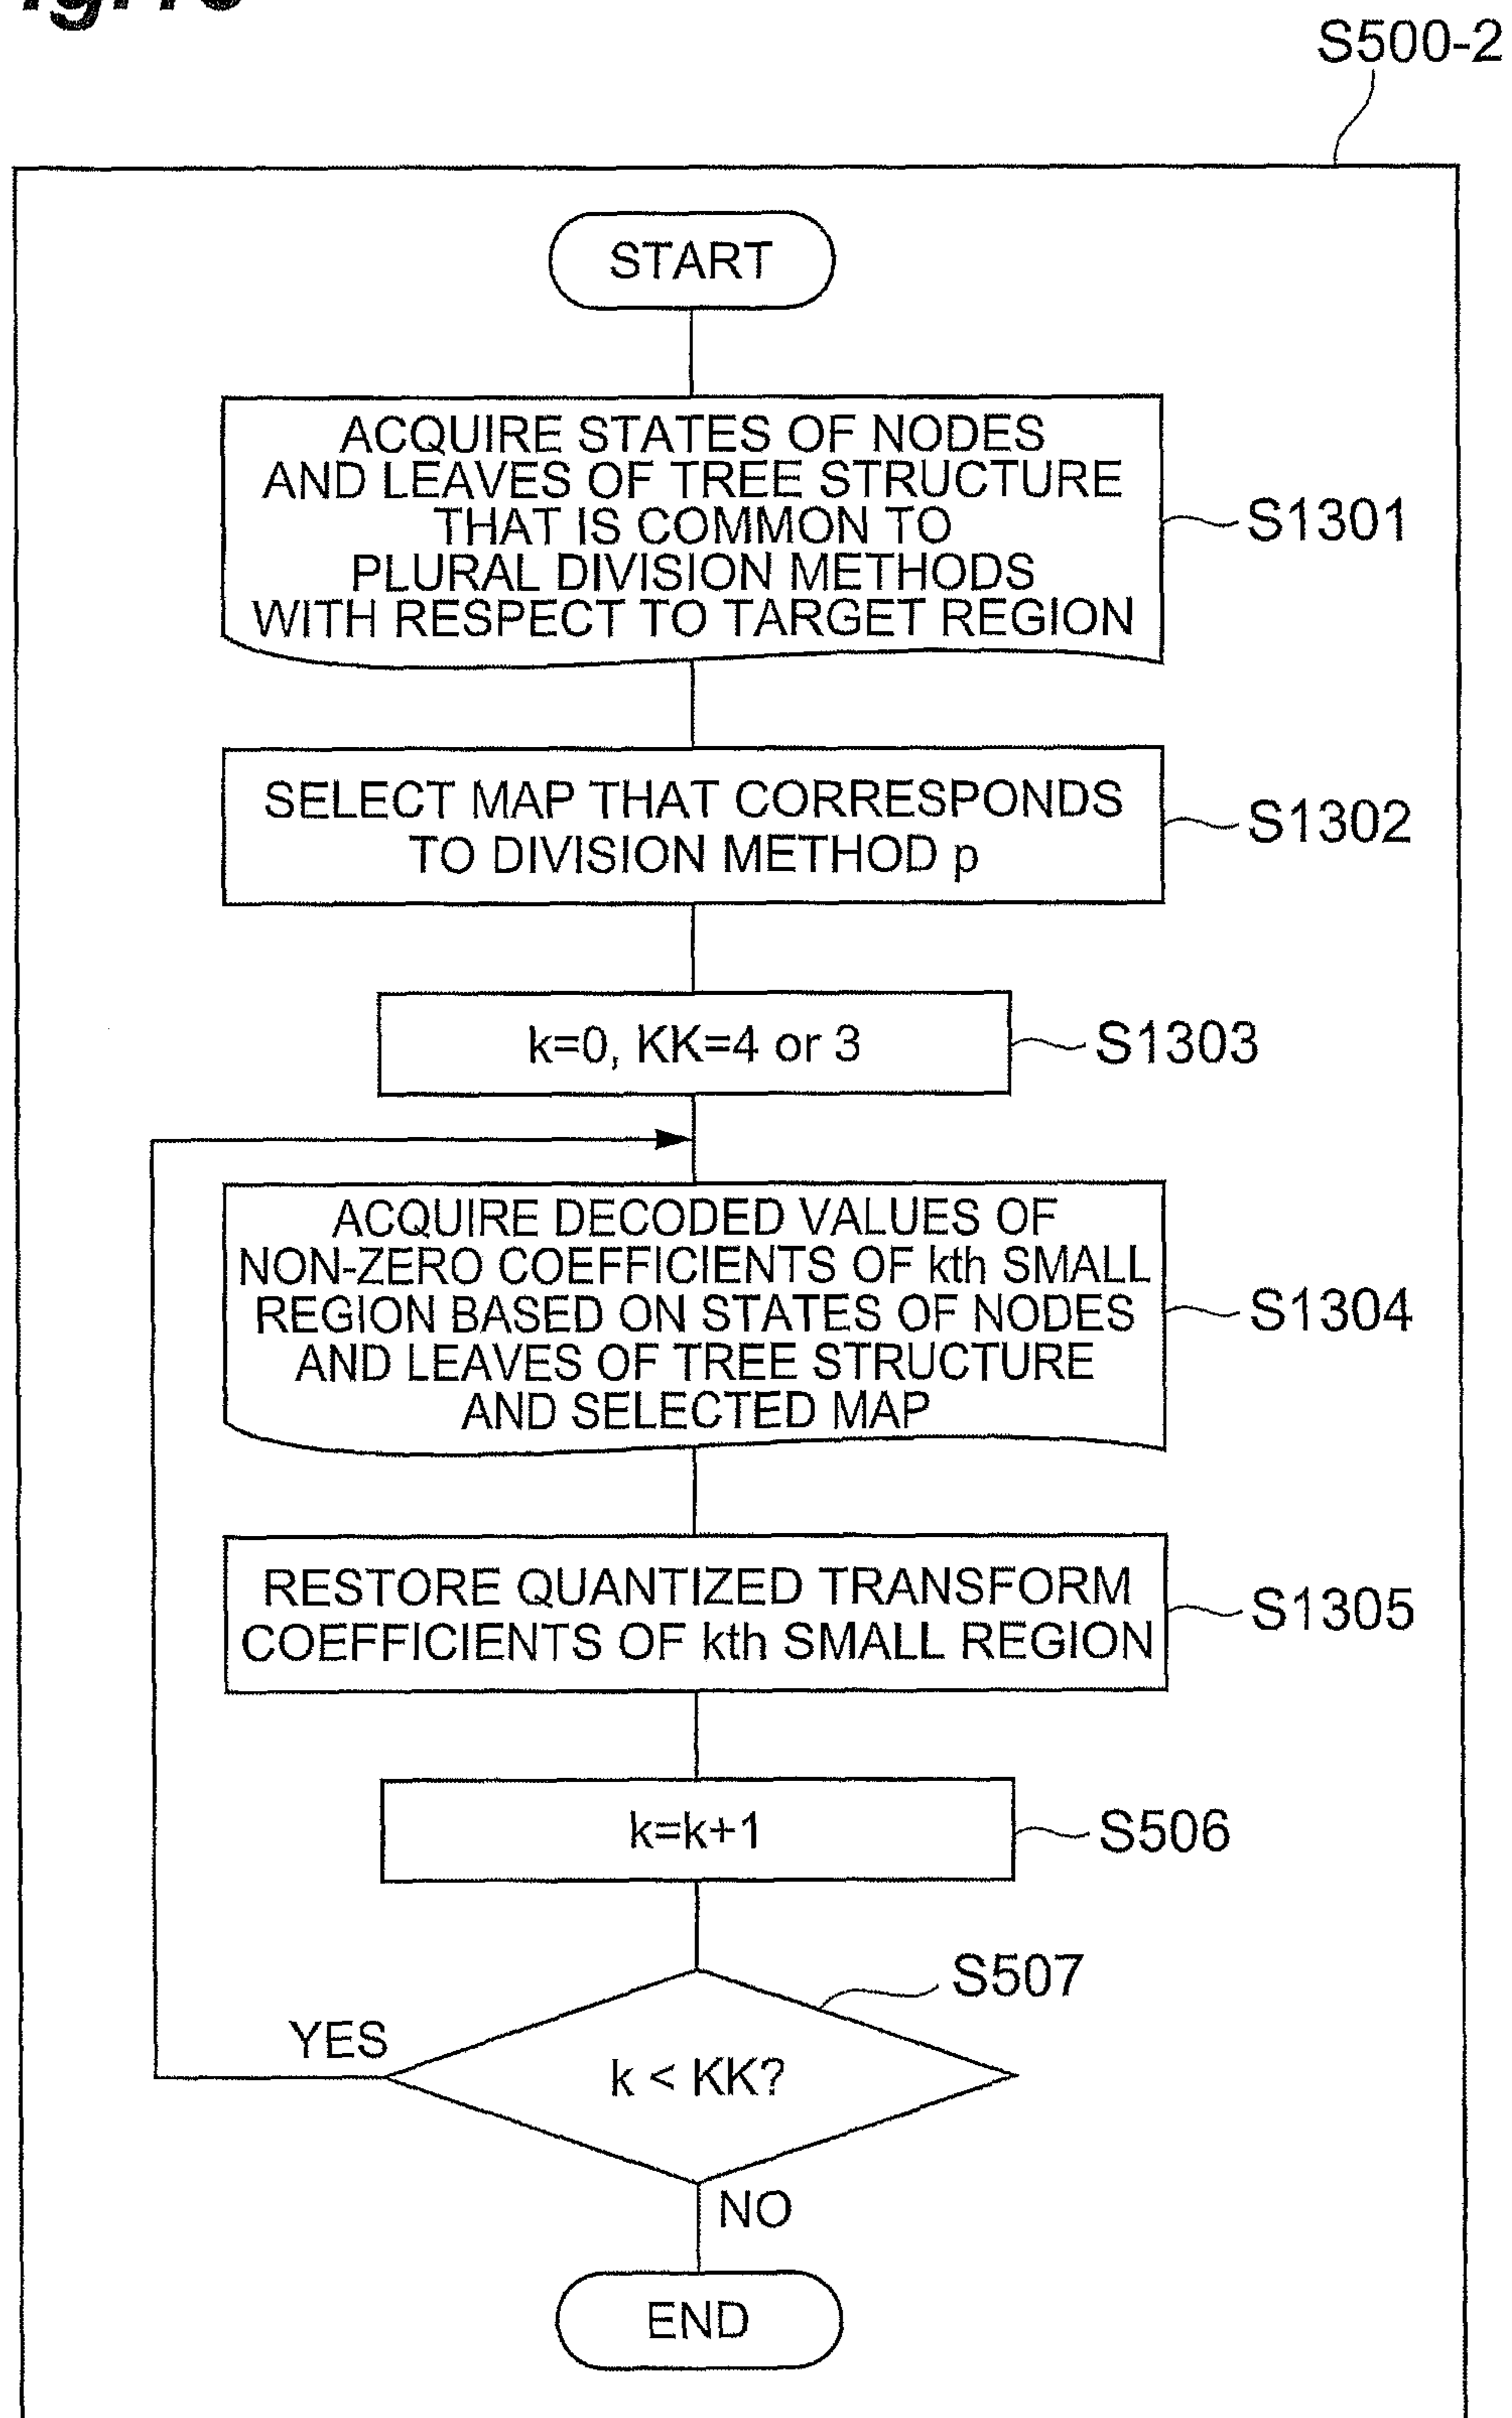 S500-2
START
ACQUIRE STATES OF NODES
AND LEAVES OF TREE STRUCTURE
THAT IS COMMON TO
PLURAL DIVISION METHODS
WITH RESPECT TO TARGET REGION
S1301
SELECT MAP THAT CORRESPONDS
TO DIVISION METHOD p
S1302
k=0, KK=4 or 3
S1303
ACQUIRE DECODED VALUES OF
NON-ZERO COEFFICIENTS OF kth SMALL
REGION BASED ON STATES OF NODES
AND LEAVES OF TREE STRUCTURE
AND SELECTED MAP
S1304
RESTORE QUANTIZED TRANSFORM
COEFFICIENTS OF kth SMALL REGION
S1305
k=k+1
S506
S507
YES
k < KK?
NO
END